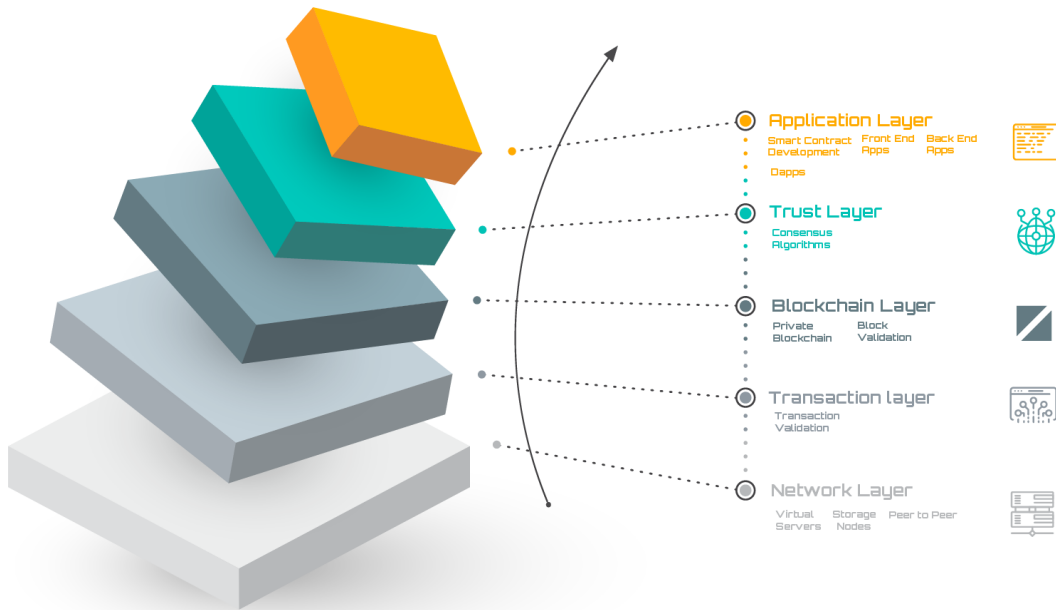 Application Layer
Smart Contract Development
Front End Apps
Back End Apps
Dapps
Trust Layer
Consensus Algorithms
Blockchain Layer
Private Blockchain
Block Validation
Transaction layer
Transaction Validation
Network Layer
Virtual Servers
Storage Nodes
Peer to Peer